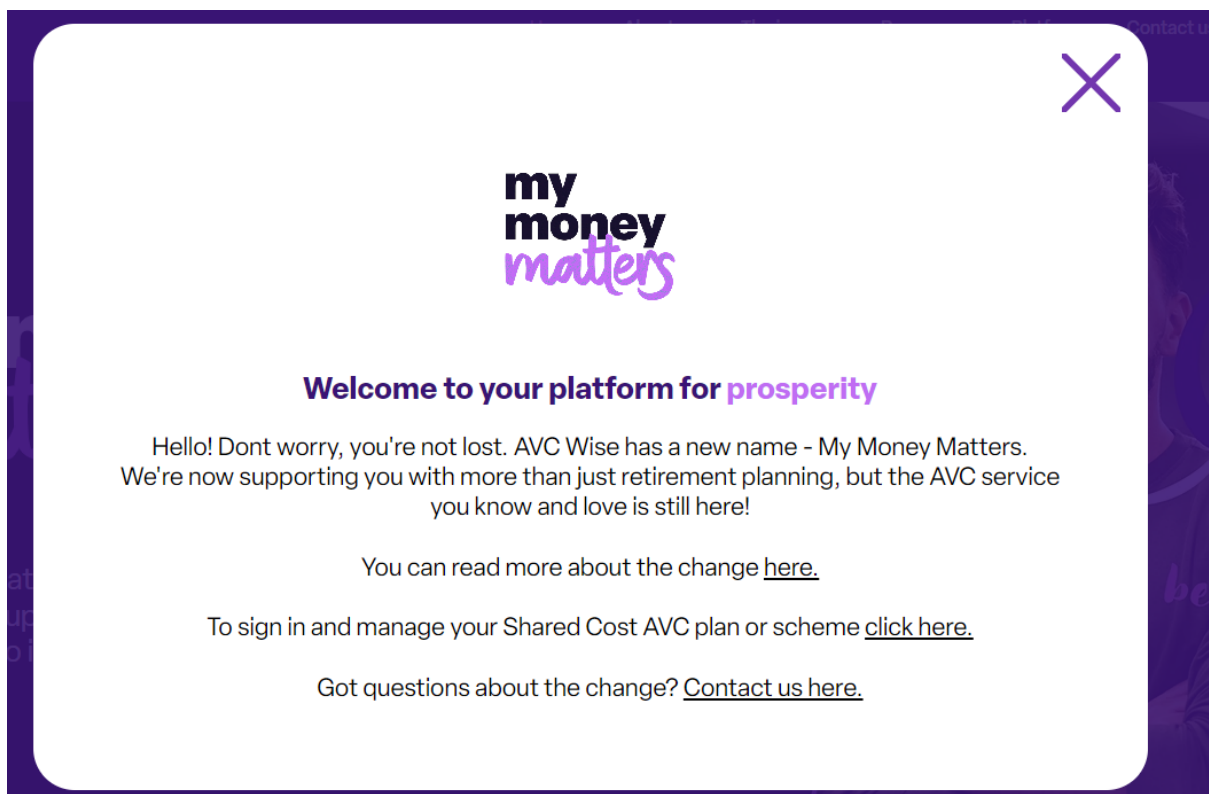 Contact us
my
money
matters
Welcome to your platform for prosperity
Hello! Dont worry, you're not lost. AVC Wise has a new name - My Money Matters.
We're now supporting you with more than just retirement planning, but the AVC service
you know and love is still here!
You can read more about the change here.
To sign in and manage your Shared Cost AVC plan or scheme click here.
Got questions about the change? Contact us here.